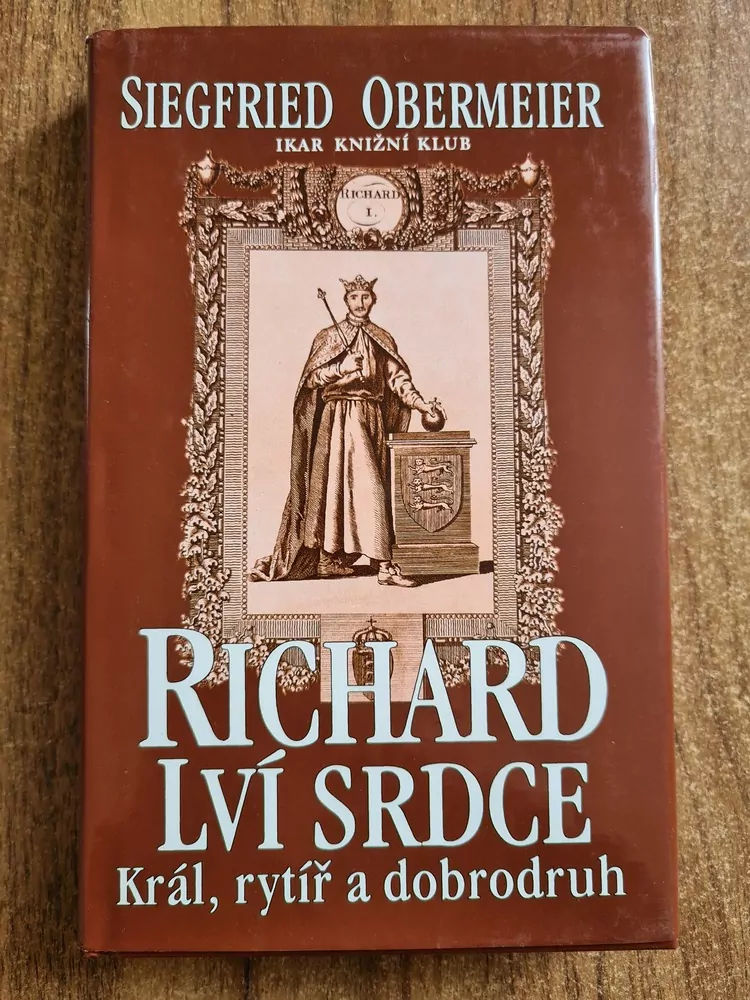 SIEGFRIED OBERMEIER
IKAR KNIŽNÍ KLUB
RICHARD
I.
RICHARD
LVÍ SRDCE
Král, rytíř a dobrodruh